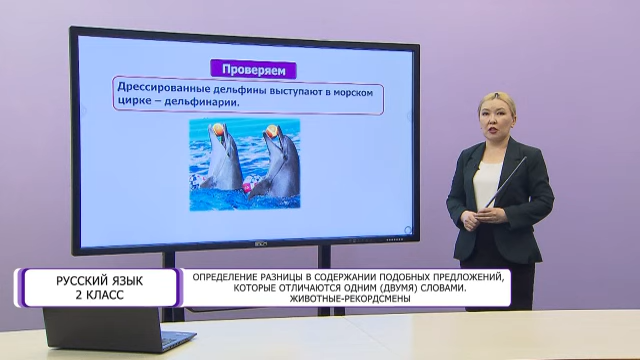 Проверяем
Дрессированные дельфины выступают в морском
цирке – дельфинарии.
РУССКИЙ ЯЗЫК
2 КЛАСС
ОПРЕДЕЛЕНИЕ РАЗНИЦЫ В СОДЕРЖАНИИ ПОДОБНЫХ ПРЕДЛОЖЕНИЙ,
КОТОРЫЕ ОТЛИЧАЮТСЯ ОДНИМ (ДВУМЯ) СЛОВАМИ.
ЖИВОТНЫЕ-РЕКОРДСМЕНЫ